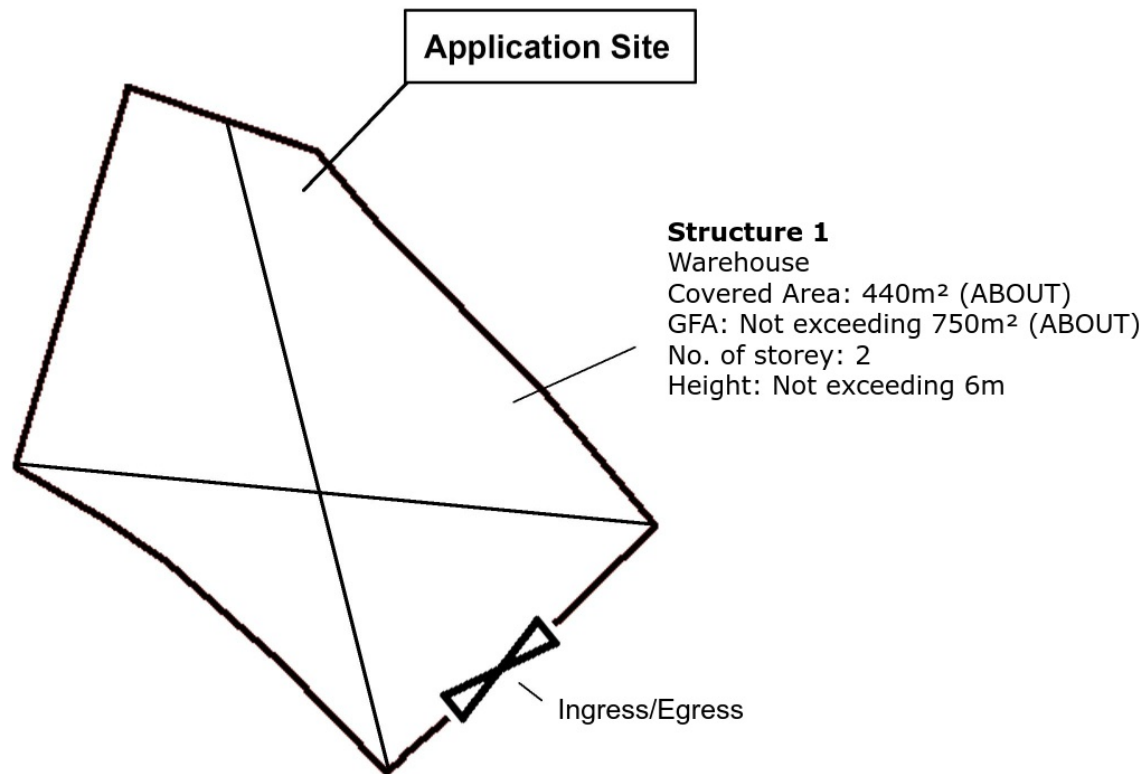 Application Site
Structure 1
Warehouse
Covered Area: 440m² (ABOUT)
GFA: Not exceeding 750m² (ABOUT)
No. of storey: 2
Height: Not exceeding 6m
Ingress/Egress